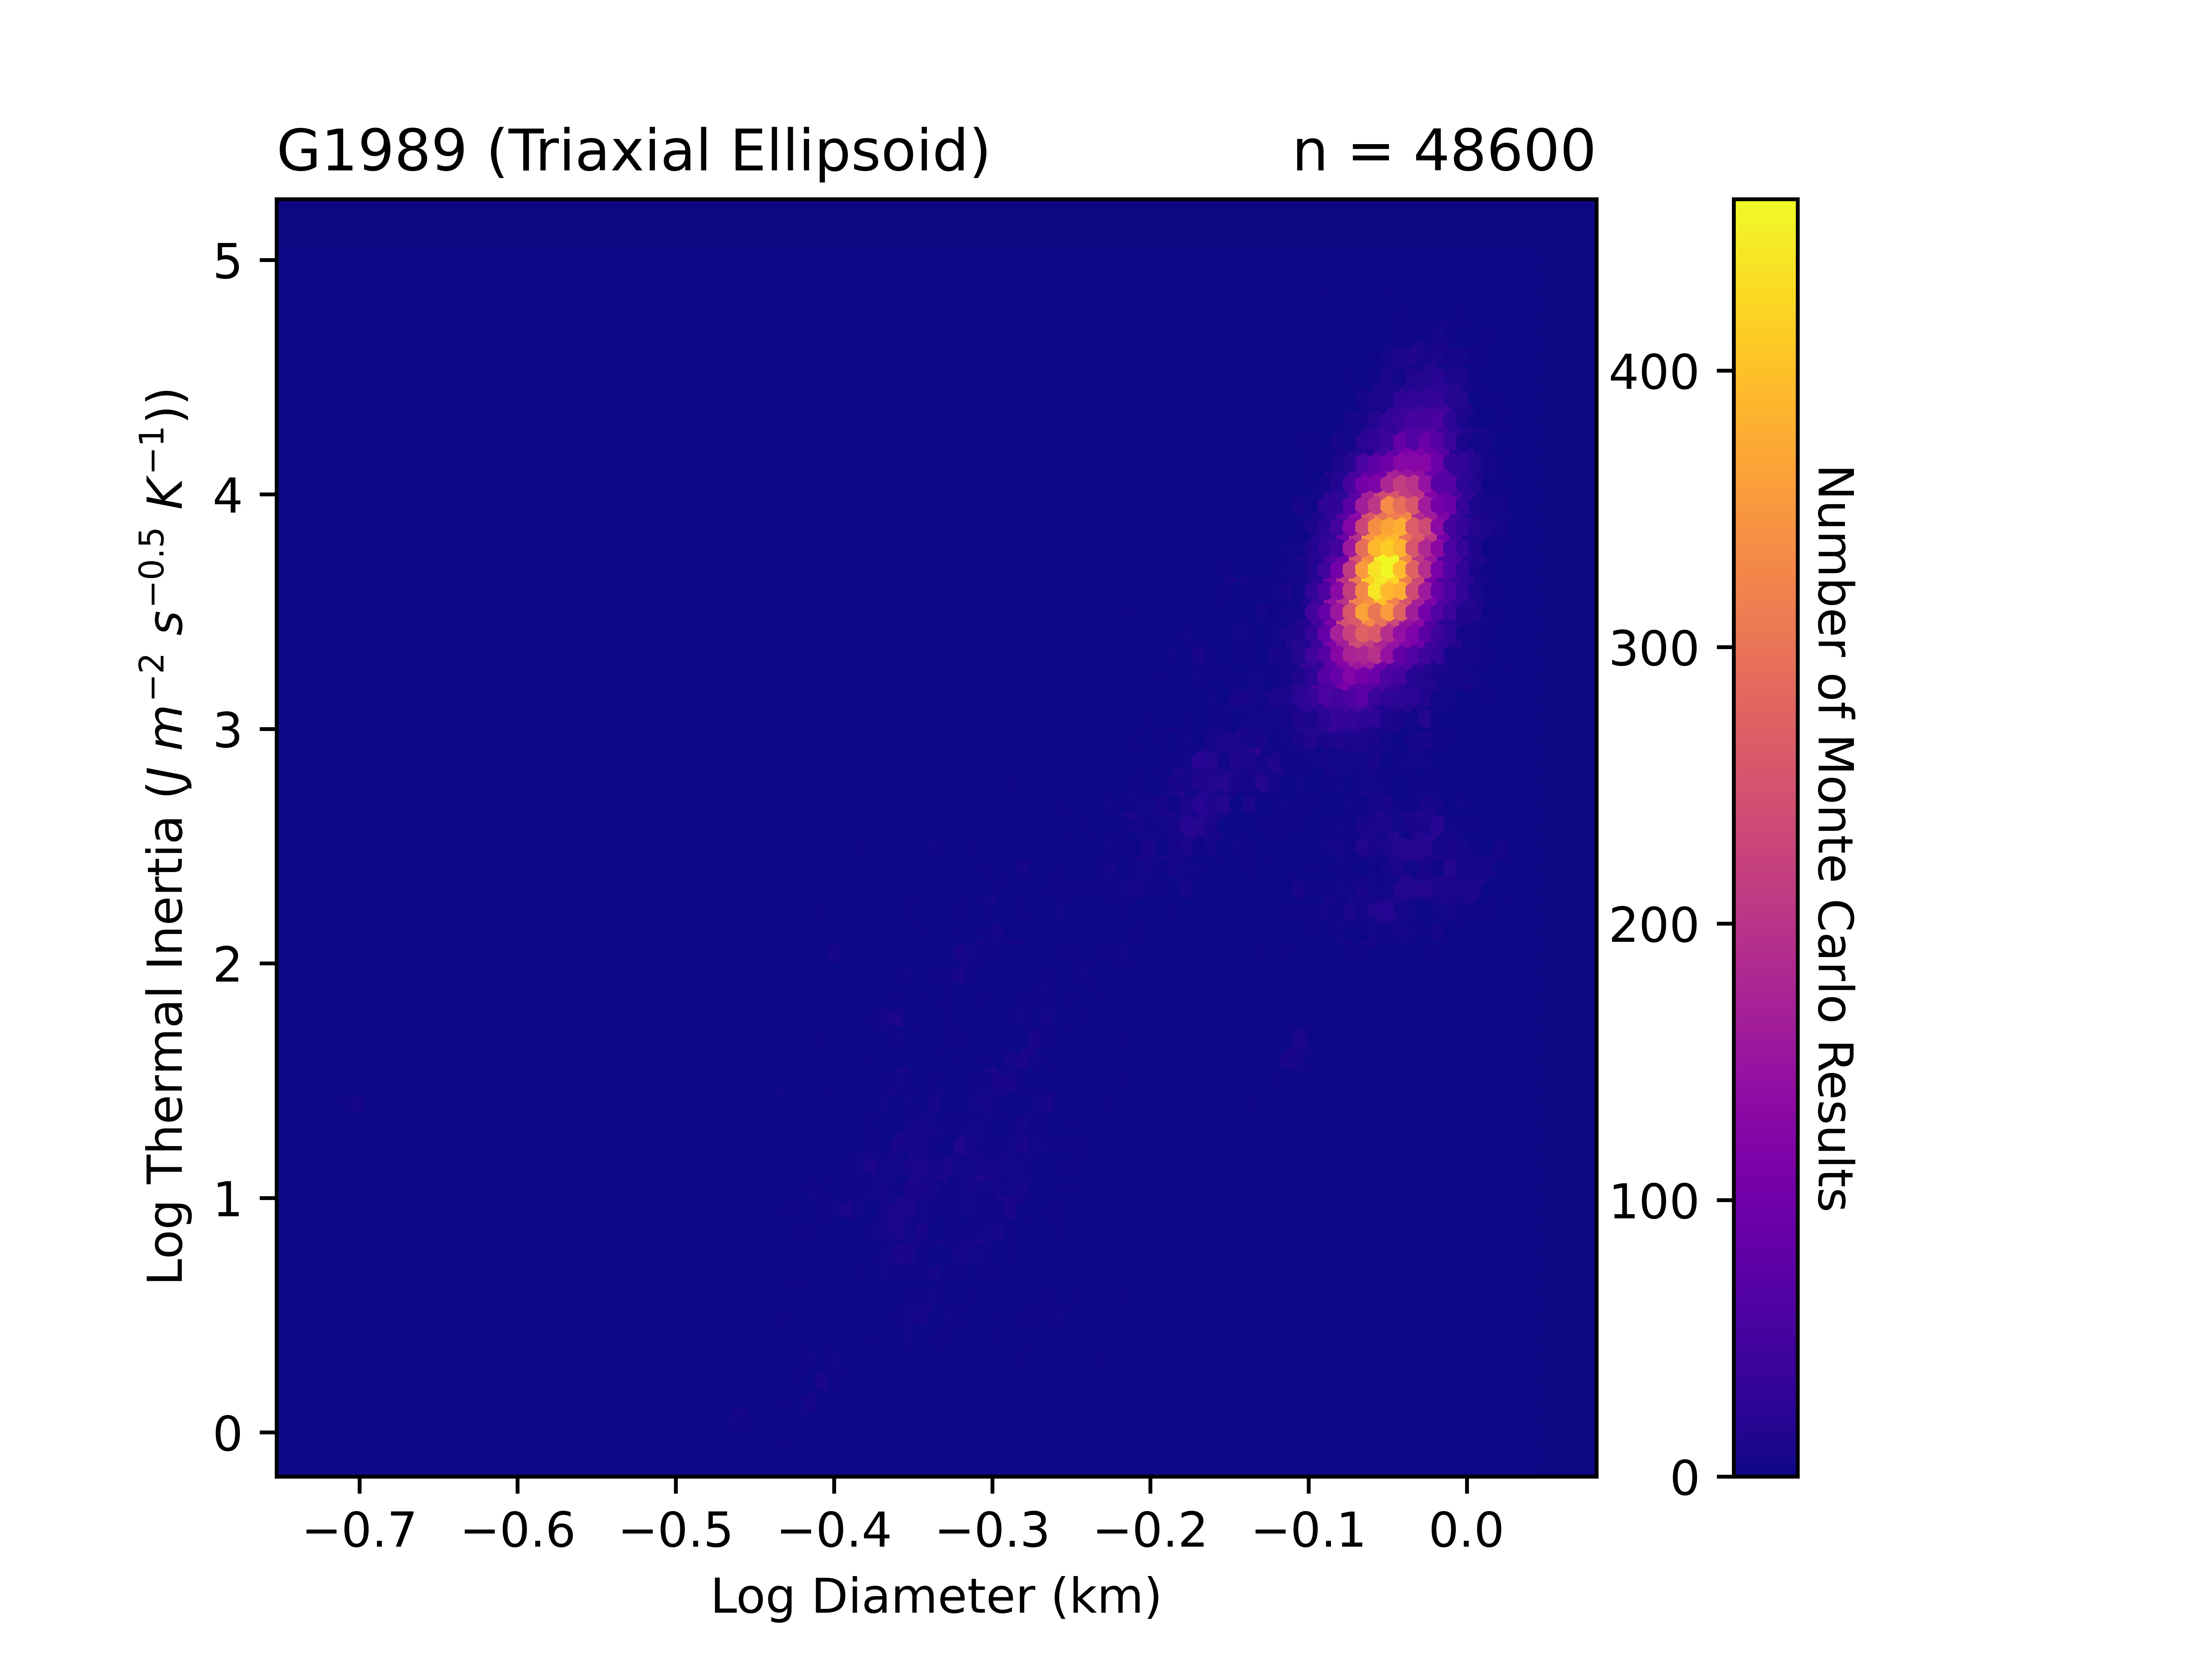 G1989 (Triaxial Ellipsoid)
n = 48600
Log Thermal Inertia (J m⁻² s⁻⁰·⁵ K⁻¹))
5
4
3
2
1
0
−0.7 −0.6 −0.5 −0.4 −0.3 −0.2 −0.1 0.0
Log Diameter (km)
400
300
200
100
0
Number of Monte Carlo Results